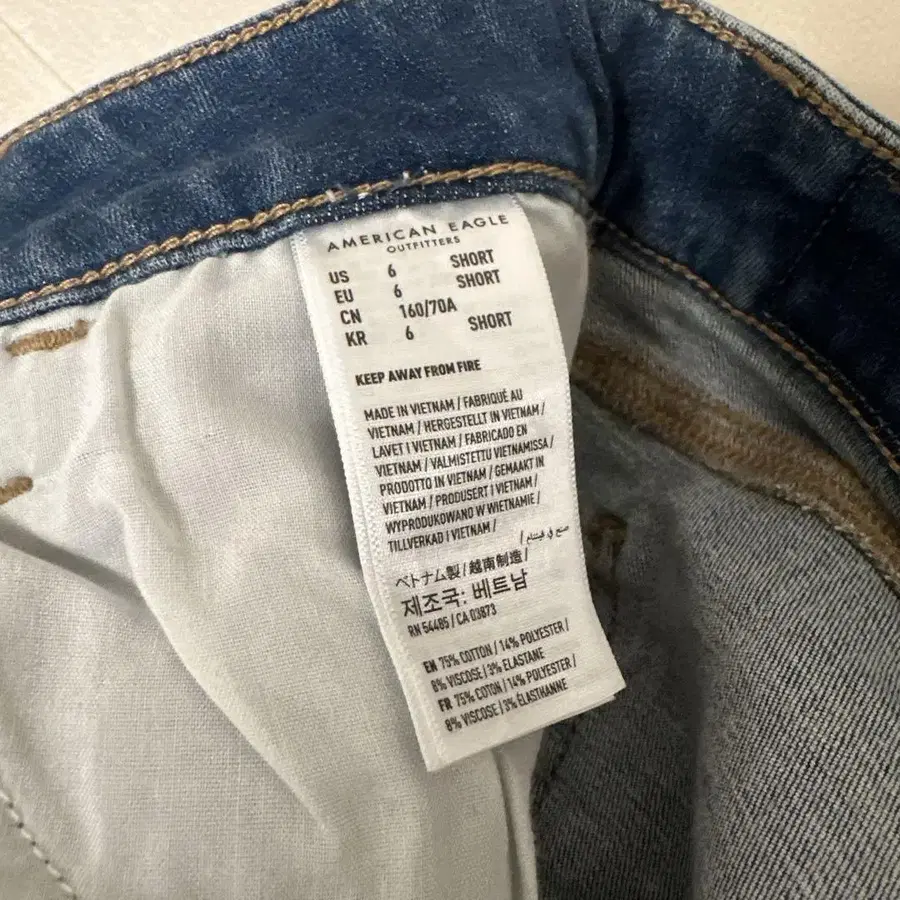 AMERICAN EAGLE
OUTFITTERS
US 6 SHORT
EU 6 SHORT
CN 160/70A
KR 6 SHORT
KEEP AWAY FROM FIRE
MADE IN VIETNAM / FABRIQUÉ AU
VIETNAM / HERGESTELLT IN VIETNAM /
LAVET I VIETNAM / FABRICADO EN
VIETNAM / VALMISTETTU VIETNAMISSA /
PRODOTTO IN VIETNAM / GEMAAKT IN
VIETNAM / PRODUSERT I VIETNAM /
WYPRODUKOWANO W WIETNAMIE /
TILLVERKAD I VIETNAM / صنع في فيتنام /
ベトナム製 / 越南制造 /
제조국: 베트남
RN 54485 / CA 03873
EN 75% COTTON / 14% POLYESTER /
8% VISCOSE / 3% ELASTANE
FR 75% COTON / 14% POLYESTER /
8% VISCOSE / 3% ÉLASTHANNE